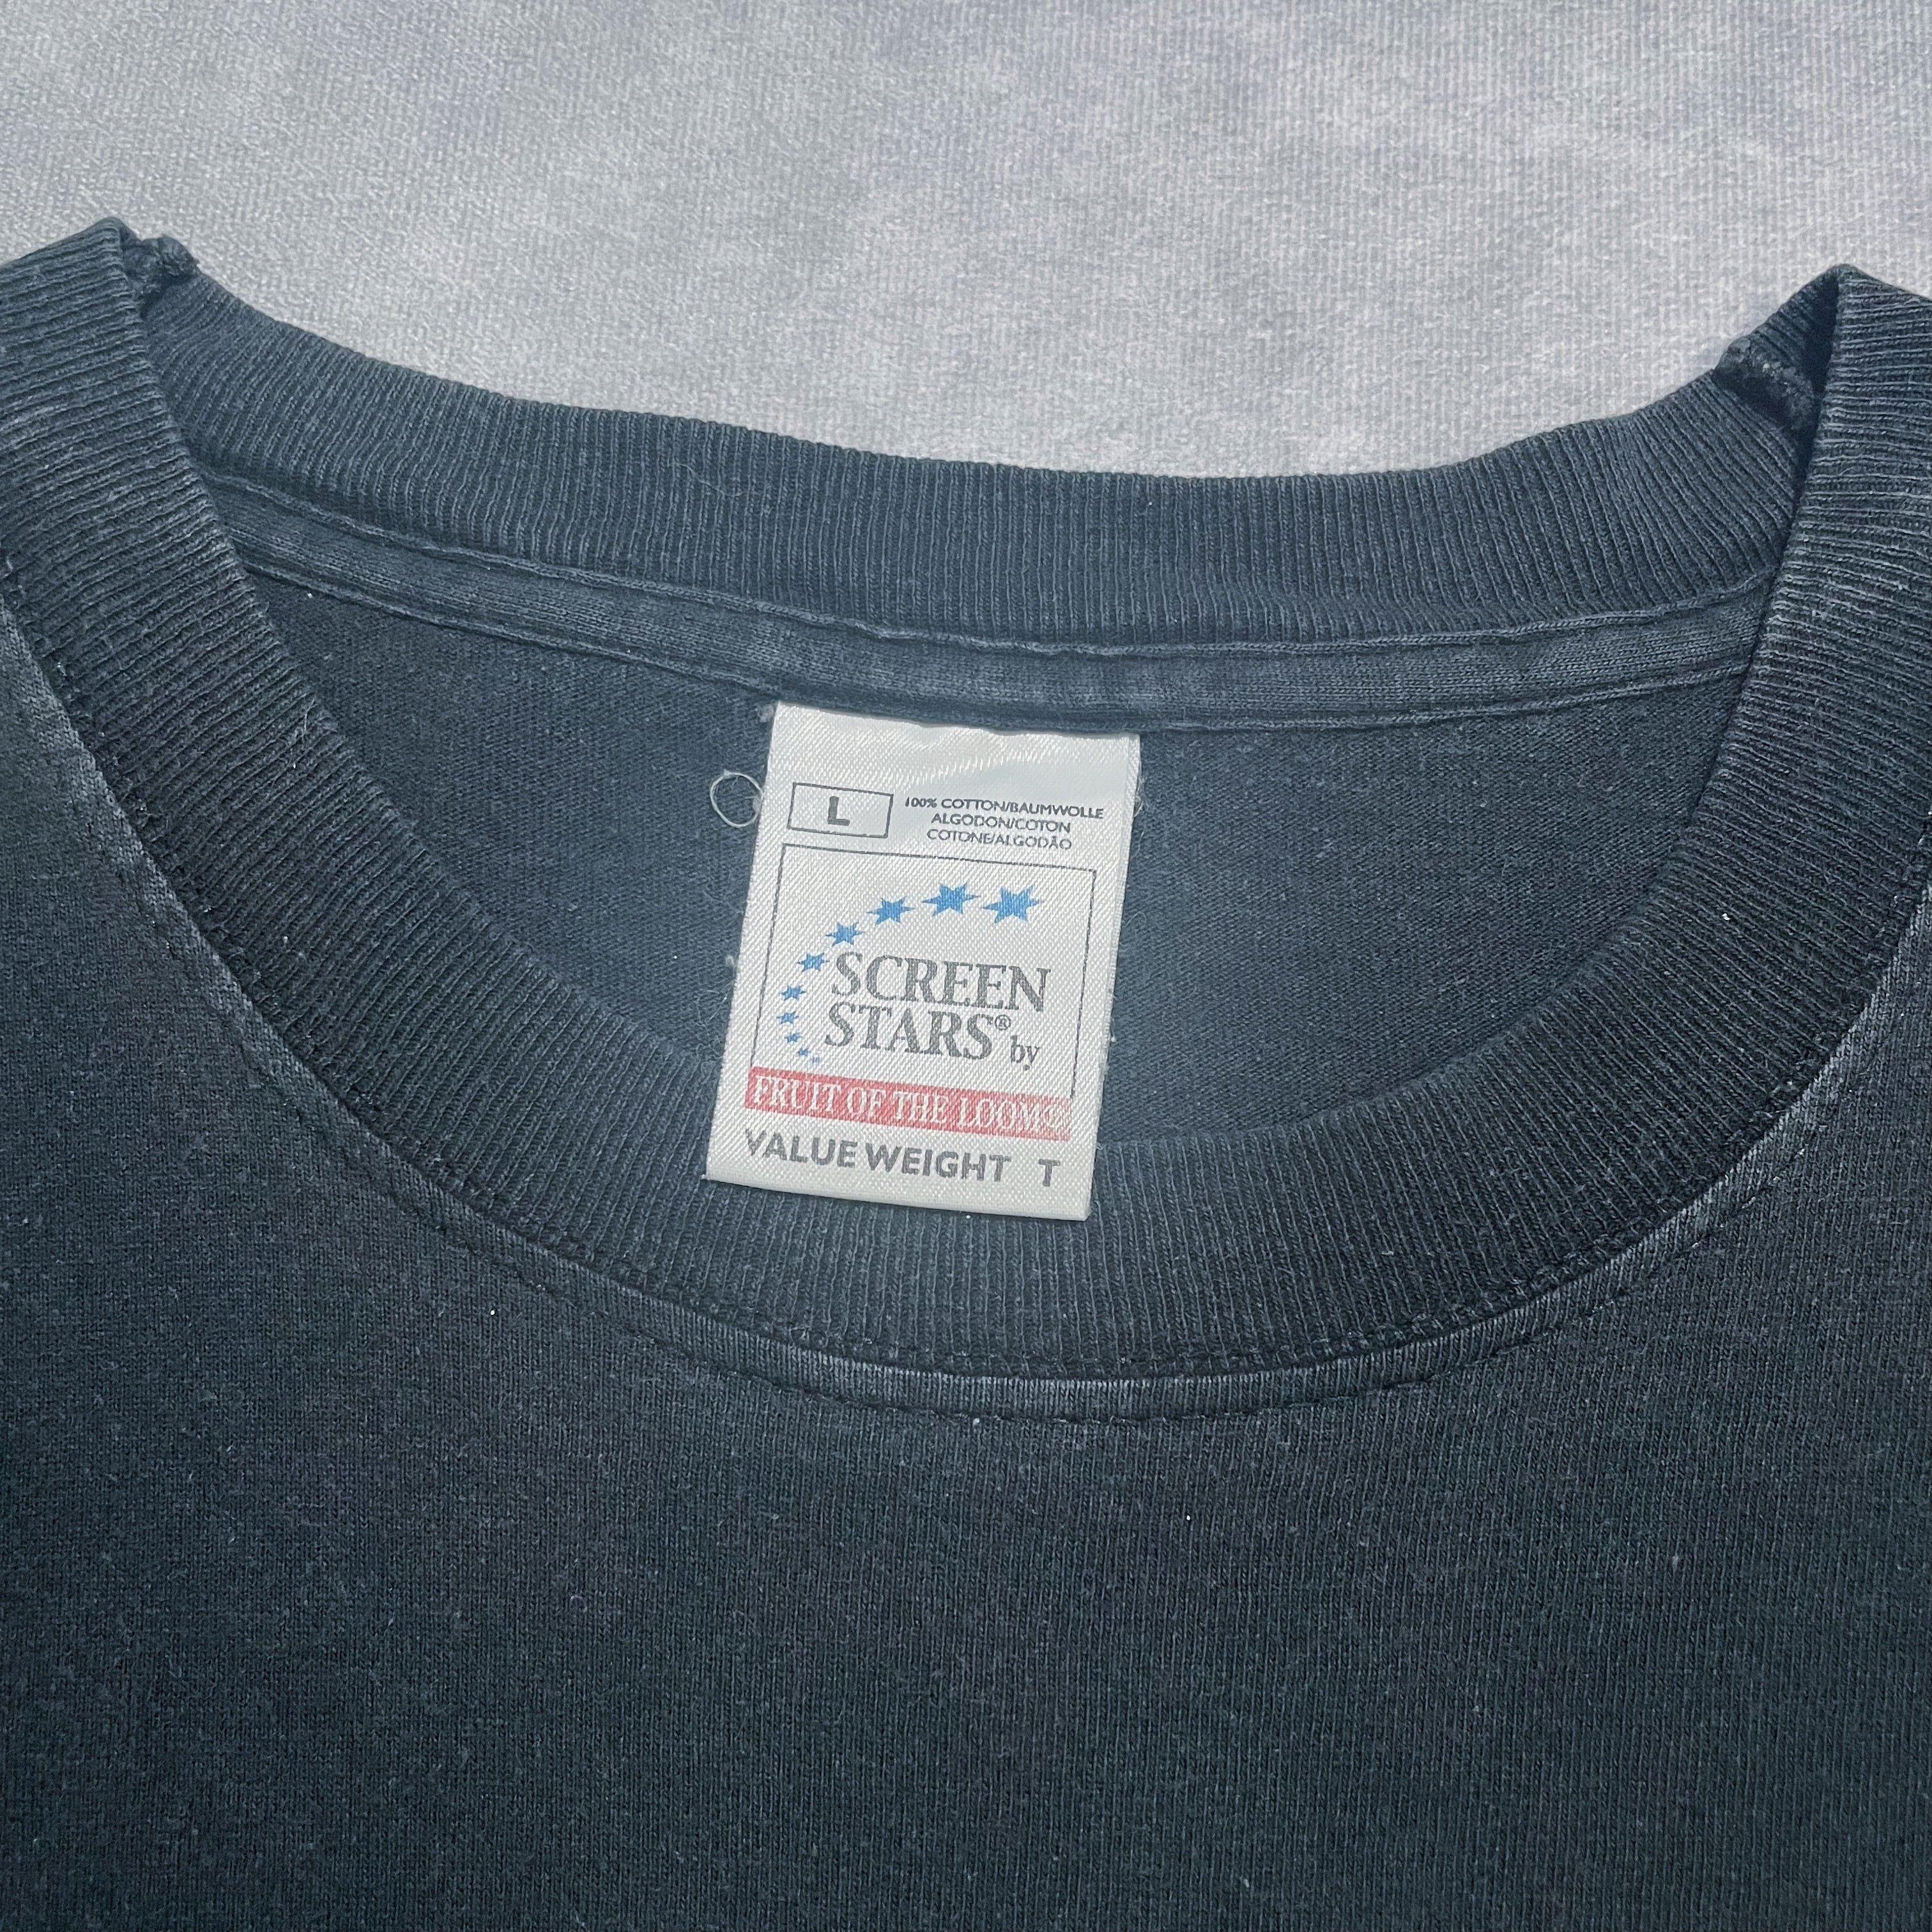 L
100% COTTON/BAUMWOLLE
ALGODON/COTON
COTONE/ALGODÃO
SCREEN
STARS® by
FRUIT OF THE LOOM®
VALUE WEIGHT T